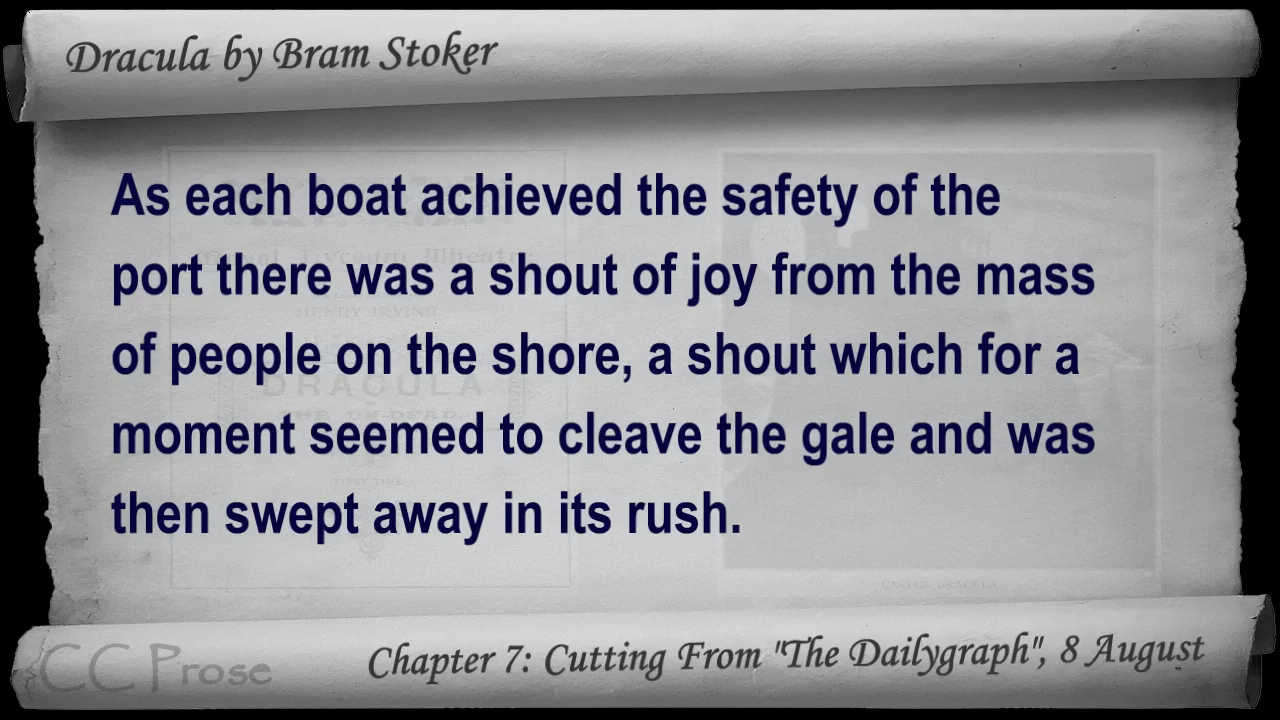 Dracula by Bram Stoker
As each boat achieved the safety of the
port there was a shout of joy from the mass
of people on the shore, a shout which for a
moment seemed to cleave the gale and was
then swept away in its rush.
DRACULA
CC Prose
Chapter 7: Cutting From "The Dailygraph", 8 August